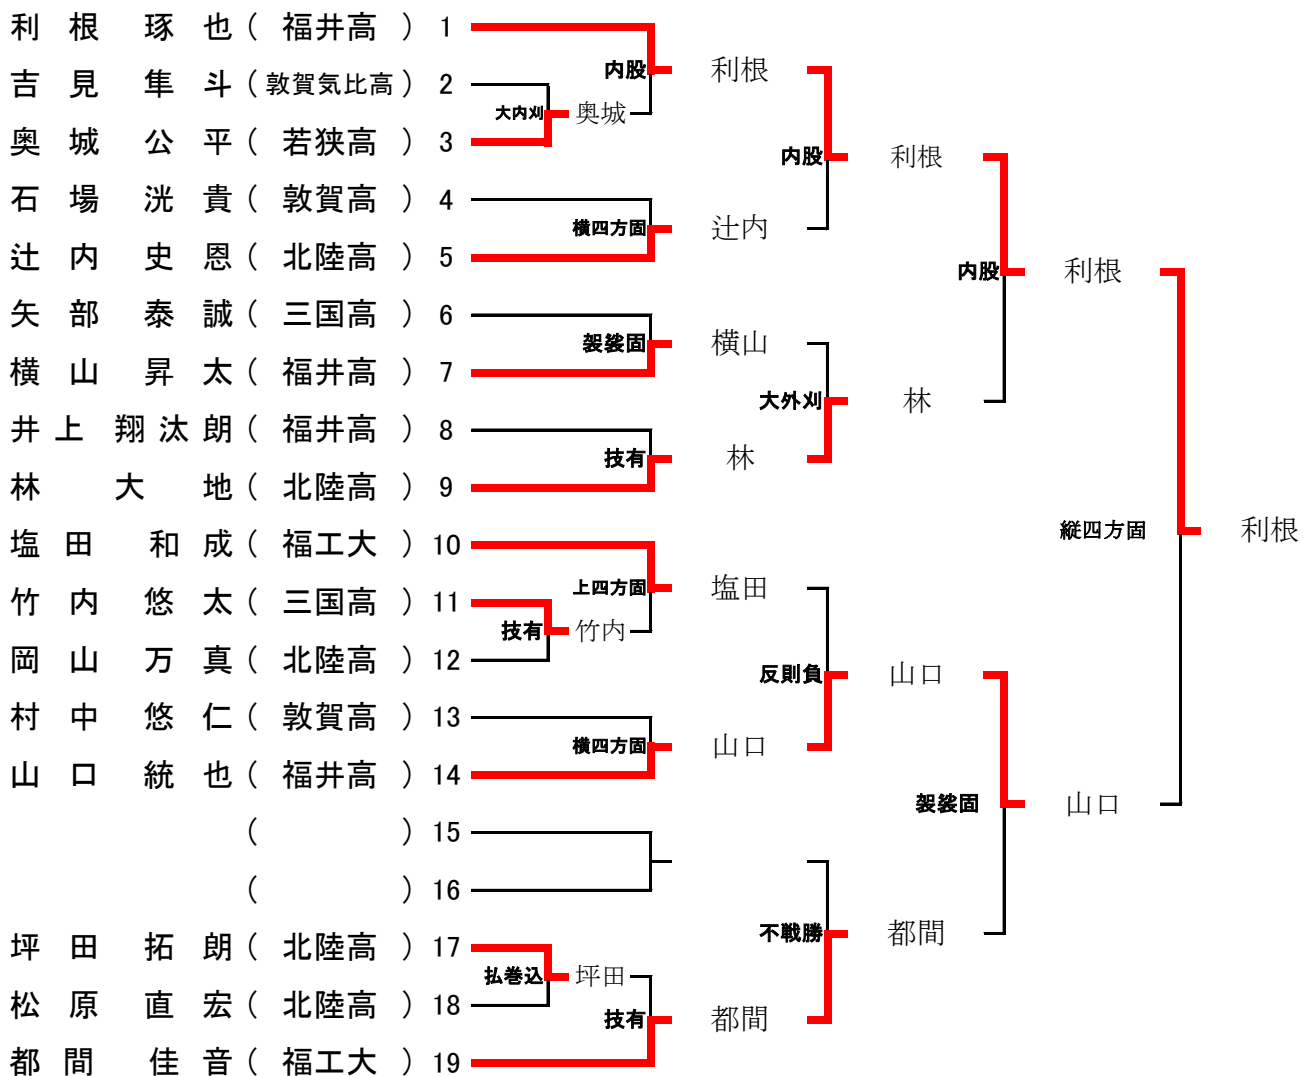 利根 琢也 ( 福井高 ) 1
吉見 隼斗 ( 敦賀気比高 ) 2
奥城 公平 ( 若狭高 ) 3
石場 洸貴 ( 敦賀高 ) 4
辻内 史恩 ( 北陸高 ) 5
矢部 泰誠 ( 三国高 ) 6
横山 昇太 ( 福井高 ) 7
井上 翔汰朗 ( 福井高 ) 8
林 大地 ( 北陸高 ) 9
塩田 和成 ( 福工大 ) 10
竹内 悠太 ( 三国高 ) 11
岡山 万真 ( 北陸高 ) 12
村中 悠仁 ( 敦賀高 ) 13
山口 統也 ( 福井高 ) 14
( ) 15
( ) 16
坪田 拓朗 ( 北陸高 ) 17
松原 直宏 ( 北陸高 ) 18
都間 佳音 ( 福工大 ) 19
大内刈 奥城
技有 竹内
払巻込 坪田
内股 利根
横四方固 辻内
袈裟固 横山
技有 林
上四方固 塩田
横四方固 山口
技有 都間
内股 利根
大外刈 林
反則負 山口
不戦勝 都間
内股 利根
袈裟固 山口
縦四方固 利根